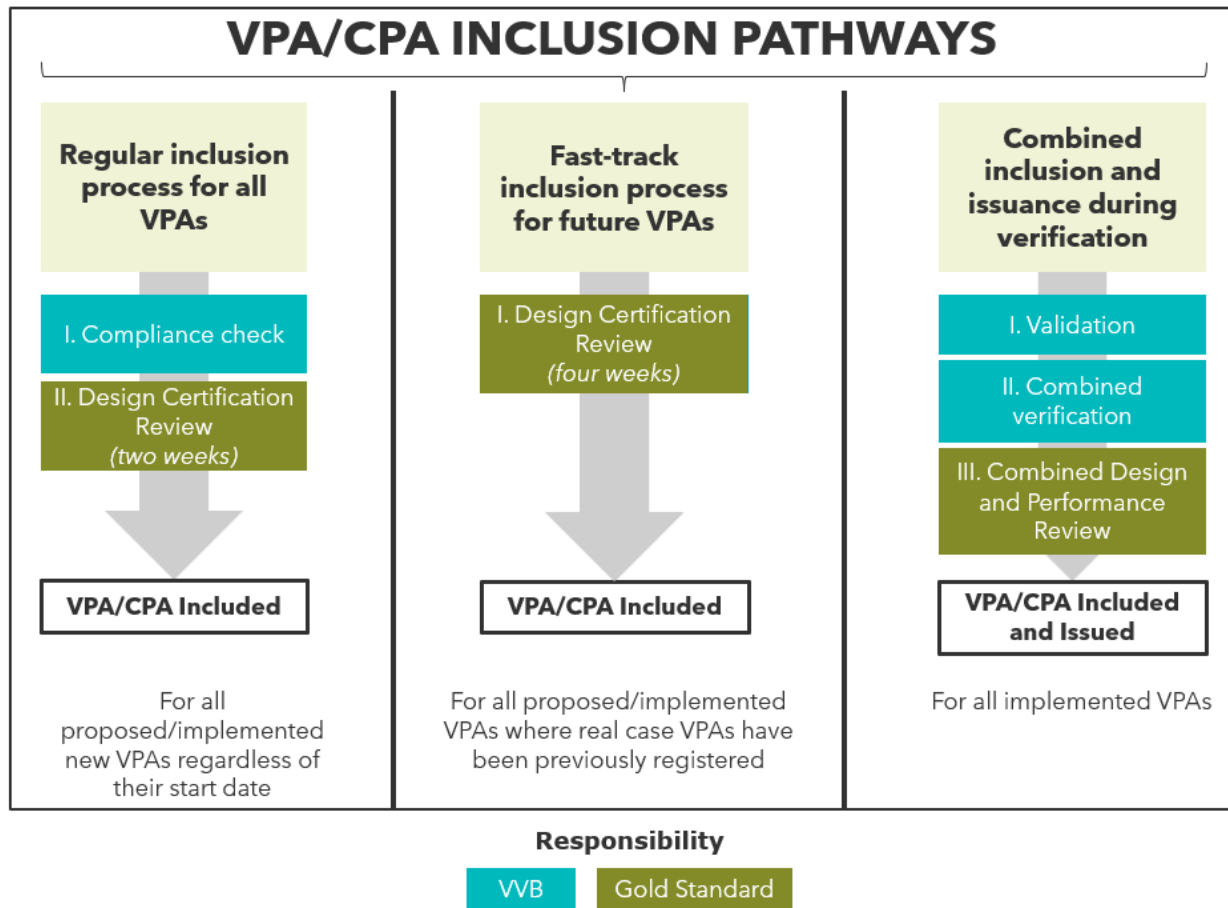 VPA/CPA INCLUSION PATHWAYS
Regular inclusion
process for all
VPAs
I. Compliance check
II. Design Certification
Review
(two weeks)
VPA/CPA Included
For all
proposed/implemented
new VPAs regardless of
their start date
Fast-track
inclusion process
for future VPAs
I. Design Certification
Review
(four weeks)
VPA/CPA Included
For all proposed/implemented
VPAs where real case VPAs have
been previously registered
Combined
inclusion and
issuance during
verification
I. Validation
II. Combined
verification
III. Combined Design
and Performance
Review
VPA/CPA Included
and Issued
For all implemented VPAs
Responsibility
VVB
Gold Standard